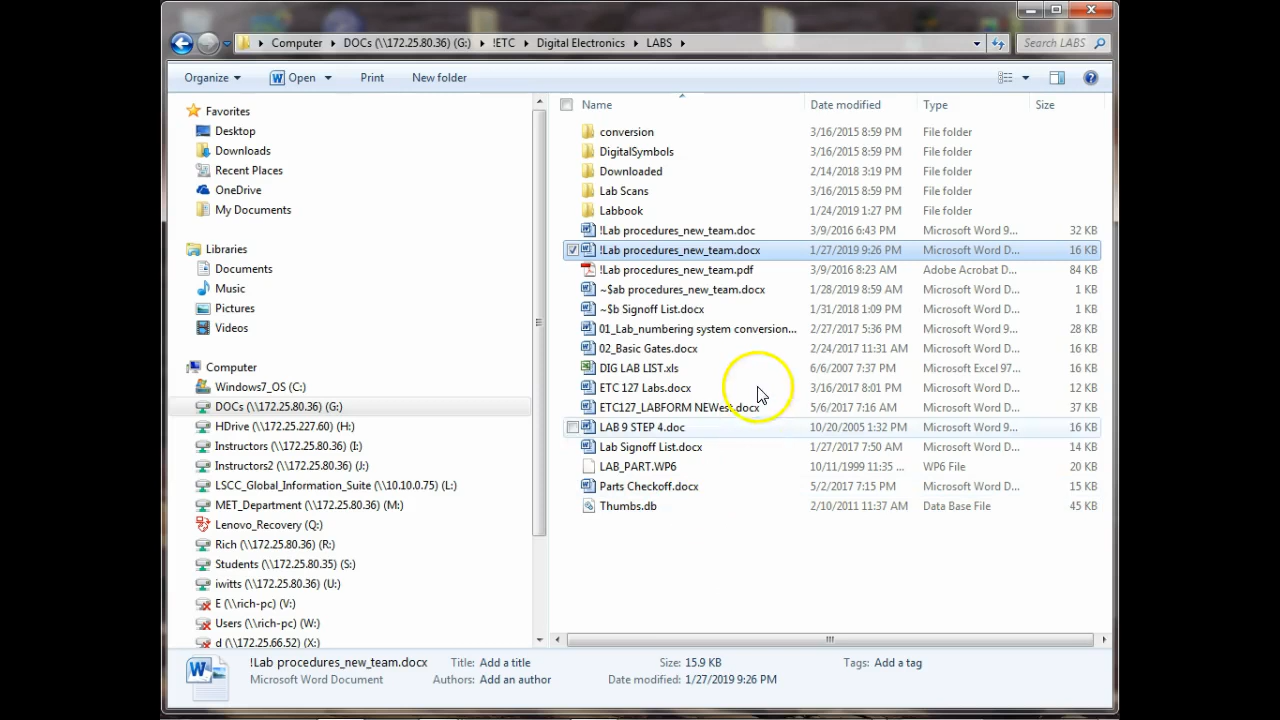 Computer DOCs (\\172.25.80.36) (G:) !ETC Digital Electronics LABS Search LABS
Organize Open Print New folder
Favorites
Desktop
Downloads
Recent Places
OneDrive
My Documents
Libraries
Documents
Music
Pictures
Videos
Computer
Windows7_OS (C:)
DOCs (\\172.25.80.36) (G:)
HDrive (\\172.25.227.60) (H:)
Instructors (\\172.25.80.36) (I:)
Instructors2 (\\172.25.80.36) (J:)
LSCC_Global_Information_Suite (\\10.10.0.75) (L:)
MET_Department (\\172.25.80.36) (M:)
Lenovo_Recovery (Q:)
Rich (\\172.25.80.36) (R:)
Students (\\172.25.80.35) (S:)
iwitts (\\172.25.80.36) (U:)
E (\\rich-pc) (V:)
Users (\\rich-pc) (W:)
d (\\172.25.66.52) (X:)
Name Date modified Type Size
conversion 3/16/2015 8:59 PM File folder
DigitalSymbols 3/16/2015 8:59 PM File folder
Downloaded 2/14/2018 3:19 PM File folder
Lab Scans 3/16/2015 8:59 PM File folder
Labbook 1/24/2019 1:27 PM File folder
!Lab procedures_new_team.doc 3/9/2016 6:43 PM Microsoft Word 9... 32 KB
!Lab procedures_new_team.docx 1/27/2019 9:26 PM Microsoft Word D... 16 KB
!Lab procedures_new_team.pdf 3/9/2016 8:23 AM Adobe Acrobat D... 84 KB
~$ab procedures_new_team.docx 1/28/2019 8:59 AM Microsoft Word D... 1 KB
~$b Signoff List.docx 1/31/2018 1:09 PM Microsoft Word D... 1 KB
01_Lab_numbering system conversion... 2/27/2017 5:36 PM Microsoft Word D... 28 KB
02_Basic Gates.docx 2/24/2017 11:31 AM Microsoft Word D... 16 KB
DIG LAB LIST.xls 6/6/2007 7:37 PM Microsoft Excel 97... 16 KB
ETC 127 Labs.docx 3/16/2017 8:01 PM Microsoft Word D... 12 KB
ETC127_LABFORM NEWest.docx 5/6/2017 7:16 AM Microsoft Word D... 37 KB
LAB 9 STEP 4.doc 10/20/2005 1:32 PM Microsoft Word 9... 16 KB
Lab Signoff List.docx 1/27/2017 7:50 AM Microsoft Word D... 14 KB
LAB_PART.WP6 10/11/1999 11:35 ... WP6 File 20 KB
Parts Checkoff.docx 5/2/2017 7:15 PM Microsoft Word D... 15 KB
Thumbs.db 2/10/2011 11:37 AM Data Base File 45 KB
!Lab procedures_new_team.docx Title: Add a title Size: 15.9 KB Tags: Add a tag
Microsoft Word Document Authors: Add an author Date modified: 1/27/2019 9:26 PM